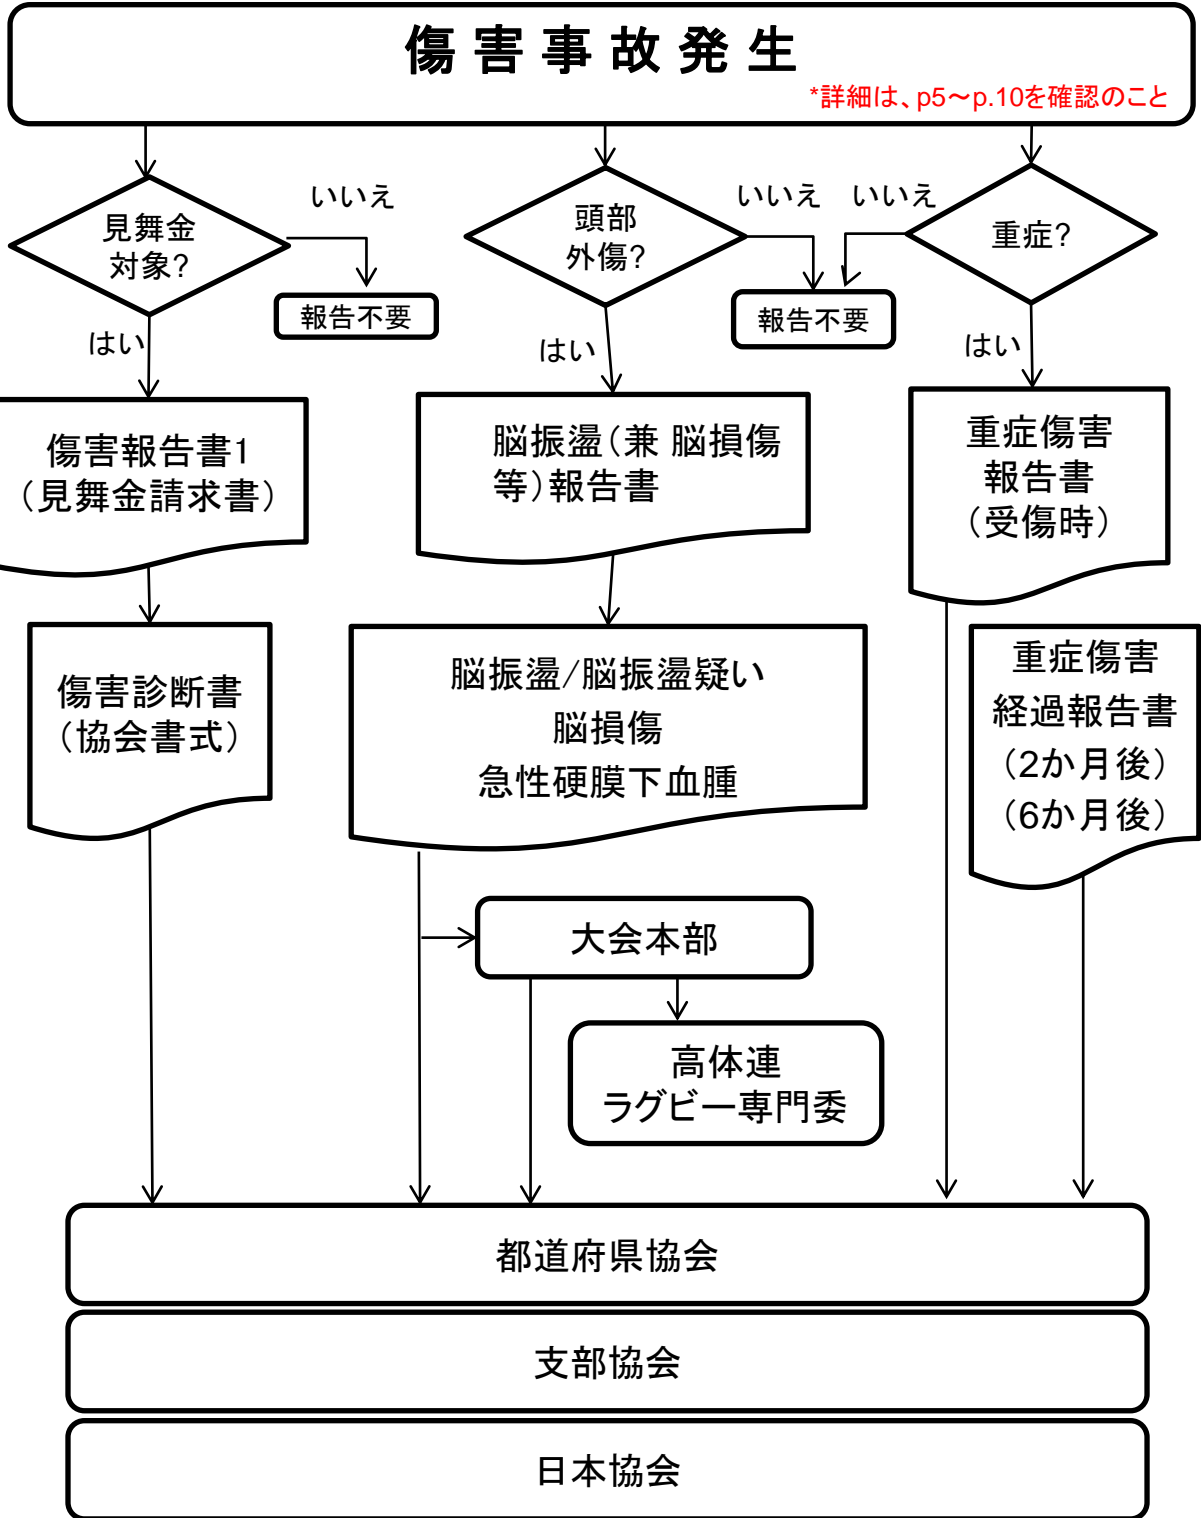 傷害事故発生
*詳細は、p5～p.10を確認のこと
見舞金
対象?
いいえ
報告不要
はい
頭部
外傷?
いいえ
いいえ
報告不要
はい
重症?
はい
傷害報告書1
（見舞金請求書）
脳振盪（兼 脳損傷
等）報告書
重症傷害
報告書
（受傷時）
傷害診断書
（協会書式）
脳振盪/脳振盪疑い
脳損傷
急性硬膜下血腫
重症傷害
経過報告書
（2か月後）
（6か月後）
大会本部
高体連
ラグビー専門委
都道府県協会
支部協会
日本協会